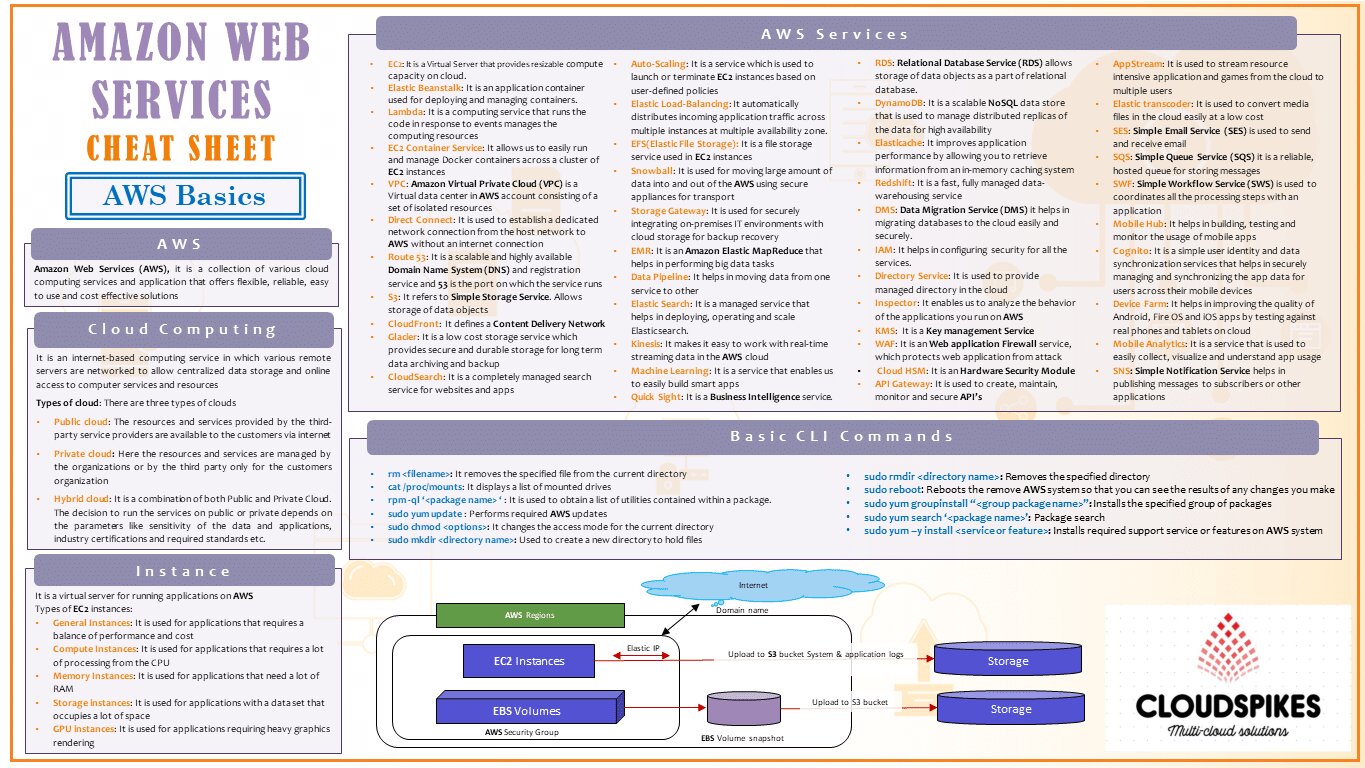 AMAZON WEB
SERVICES
CHEAT SHEET
AWS Basics
AWS
Amazon Web Services (AWS), it is a collection of various cloud
computing services and application that offers flexible, reliable, easy
to use and cost effective solutions
Cloud Computing
It is an internet-based computing service in which various remote
servers are networked to allow centralized data storage and online
access to computer services and resources
Types of cloud: There are three types of clouds
• Public cloud: The resources and services provided by the third-
party service providers are available to the customers via internet
• Private cloud: Here the resources and services are managed by
the organizations or by the third party only for the customers
organization
• Hybrid cloud: It is a combination of both Public and Private Cloud.
The decision to run the services on public or private depends on
the parameters like sensitivity of the data and applications,
industry certifications and required standards etc.
Instance
It is a virtual server for running applications on AWS
Types of EC2 instances:
• General Instances: It is used for applications that requires a
balance of performance and cost
• Compute Instances: It is used for applications that requires a lot
of processing from the CPU
• Memory Instances: It is used for applications that need a lot of
RAM
• Storage instances: It is used for applications with a data set that
occupies a lot of space
• GPU instances: It is used for applications requiring heavy graphics
rendering
AWS Services
• EC2: It is a Virtual Server that provides resizable compute
capacity on cloud.
• Elastic Beanstalk: It is an application container
used for deploying and managing containers.
• Lambda: It is a computing service that runs the
code in response to events manages the
computing resources
• EC2 Container Service: It allows us to easily run
and manage Docker containers across a cluster of
EC2 instances
• VPC: Amazon Virtual Private Cloud (VPC) is a
Virtual data center in AWS account consisting of a
set of isolated resources
• Direct Connect: It is used to establish a dedicated
network connection from the best network to
AWS without an internet connection
• Route 53: It is a scalable and highly available
Domain Name System (DNS) and registration
service and 53 is the port on which the service runs
• S3: It refers to Simple Storage Service. Allows
storage of data objects
• CloudFront: It defines a Content Delivery Network
• Glacier: It is a low cost storage service which
provides secure and durable storage for long term
data archiving and backup
• CloudSearch: It is a completely managed search
service for websites and apps
• Auto-Scaling: It is a service which is used to
launch or terminate EC2 instances based on
user-defined policies
• Elastic Load-Balancing: It automatically
distributes incoming application traffic across
multiple instances at multiple availability zone.
• EFS(Elastic File Storage): It is a file storage
service used in EC2 instances
• Snowball: It is used for moving large amount of
data into and out of the AWS using secure
appliances for transport
• Storage Gateway: It is used for securely
integrating on-premises IT environments with
cloud storage for backup recovery
• EMR: It is an Amazon Elastic MapReduce that
helps in performing big data tasks
• Data Pipeline: It helps in moving data from one
service to other
• Elastic Search: It is a managed service that
helps in deploying, operating and scale
Elasticsearch.
• Kinesis: It makes it easy to work with real-time
streaming data in the AWS cloud
• Machine Learning: It is a service that enables us
to easily build smart apps
• Quick Sight: It is a Business Intelligence service.
• RDS: Relational Database Service (RDS) allows
storage of data objects as a part of relational
database.
• DynamoDB: It is a scalable NoSQL data store
that is used to manage distributed replicas of
the data for high availability
• Elasticache: It improves application
performance by allowing you to retrieve
information from an in-memory caching system
• Redshift: It is a fast, fully managed data-
warehousing service
• DMS: Data Migration Service (DMS) it helps in
migrating databases to the cloud easily and
securely.
• IAM: It helps in configuring security for all the
services.
• Directory Service: It is used to provide
managed directory in the cloud
• Inspector: It enables us to analyze the behavior
of the applications you run on AWS
• KMS: It is a Key management Service
• WAF: It is an Web application Firewall service,
which protects web application from attack
• Cloud HSM: It is an Hardware Security Module
• API Gateway: It is used to create, maintain,
monitor and secure API's
• AppStream: It is used to stream resource
intensive application and games from the cloud to
multiple users
• Elastic transcoder: It is used to convert media
files in the cloud easily at a low cost
• SES: Simple Email Service (SES) is used to send
and receive email
• SQS: Simple Queue Service (SQS) it is a reliable,
hosted queue for storing messages
• SWF: Simple Workflow Service (SWS) is used to
coordinates all the processing steps with an
application
• Mobile Hub: It helps in building, testing and
monitor the usage of mobile apps
• Cognito: It is a simple user identity and data
synchronization services that helps in securely
managing and synchronizing the app data for
users across their mobile devices
• Device Farm: It helps in improving the quality of
Android, Fire OS and iOS apps by testing against
real phones and tablets on cloud
• Mobile Analytics: It is a service that is used to
easily collect, visualize and understand app usage
• SNS: Simple Notification Service helps in
publishing messages to subscribers or other
applications
Basic CLI Commands
• rm <filename>: It removes the specified file from the current directory
• cat /proc/mounts: It displays a list of mounted drives
• rpm -ql ‘<package name> ‘ : It is used to obtain a list of utilities contained within a package.
• sudo yum update : Performs required AWS updates
• sudo chmod <options>: It changes the access mode for the current directory
• sudo mkdir <directory name>: Used to create a new directory to hold files
• sudo rmdir <directory name>: Removes the specified directory
• sudo reboot: Reboots the remove AWS system so that you can see the results of any changes you make
• sudo yum groupinstall “<group package name>”: Installs the specified group of packages
• sudo yum search ‘<package name>’: Package search
• sudo yum –y install <service or feature>: Installs required support service or features on AWS system
Internet
Domain name
AWS Regions
Elastic IP
EC2 Instances
Upload to S3 bucket System & application logs
Storage
EBS Volumes
Upload to S3 bucket
Storage
AWS Security Group
EBS Volume snapshot
CLOUDSPIKES
Multi-cloud solutions